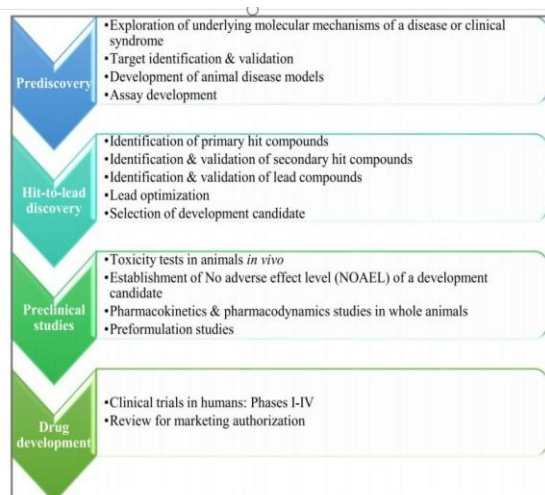 Prediscovery
•Exploration of underlying molecular mechanisms of a disease or clinical
syndrome
•Target identification & validation
•Development of animal disease models
•Assay development
Hit-to-lead
discovery
•Identification of primary hit compounds
•Identification & validation of secondary hit compounds
•Identification & validation of lead compounds
•Lead optimization
•Selection of development candidate
Preclinical
studies
•Toxicity tests in animals in vivo
•Establishment of No adverse effect level (NOAEL) of a development
candidate
•Pharmacokinetics & pharmacodynamics studies in whole animals
•Preformulation studies
Drug
development
•Clinical trials in humans: Phases I-IV
•Review for marketing authorization